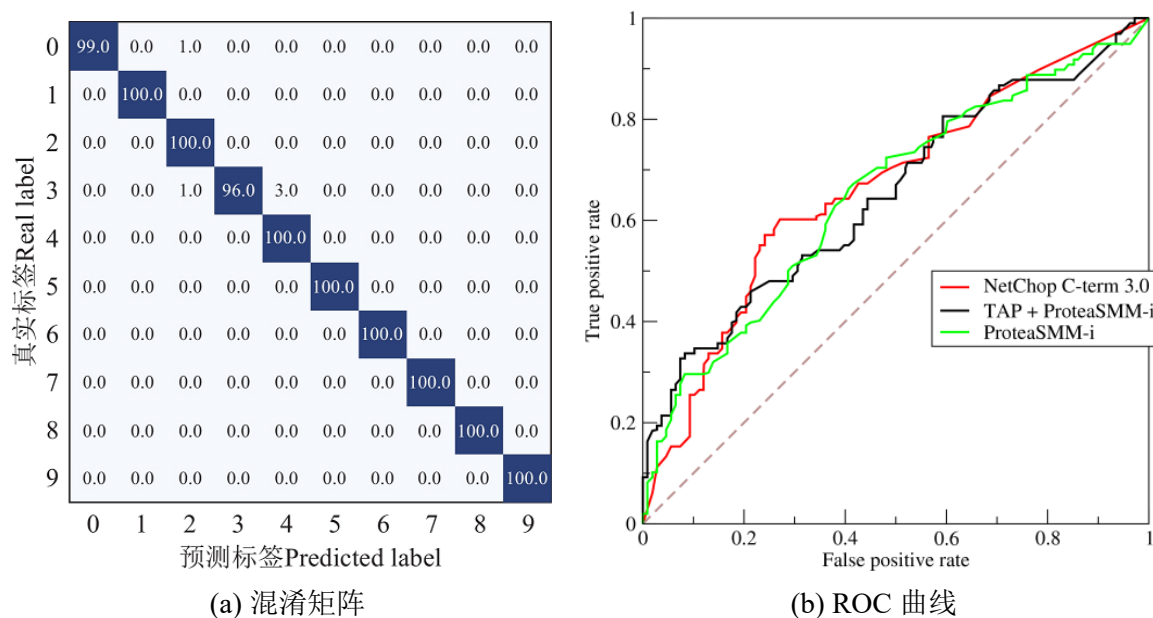 真实标签Real label
0 99.0 0.0 1.0 0.0 0.0 0.0 0.0 0.0 0.0 0.0
1 0.0 100.0 0.0 0.0 0.0 0.0 0.0 0.0 0.0 0.0
2 0.0 0.0 100.0 0.0 0.0 0.0 0.0 0.0 0.0 0.0
3 0.0 0.0 1.0 96.0 3.0 0.0 0.0 0.0 0.0 0.0
4 0.0 0.0 0.0 0.0 100.0 0.0 0.0 0.0 0.0 0.0
5 0.0 0.0 0.0 0.0 0.0 100.0 0.0 0.0 0.0 0.0
6 0.0 0.0 0.0 0.0 0.0 0.0 100.0 0.0 0.0 0.0
7 0.0 0.0 0.0 0.0 0.0 0.0 0.0 100.0 0.0 0.0
8 0.0 0.0 0.0 0.0 0.0 0.0 0.0 0.0 100.0 0.0
9 0.0 0.0 0.0 0.0 0.0 0.0 0.0 0.0 0.0 100.0
0 1 2 3 4 5 6 7 8 9
预测标签Predicted label
(a) 混淆矩阵
True positive rate
1
0.8
0.6
0.4
0.2
0
NetChop C-term 3.0
TAP + ProteaSMM-i
ProteaSMM-i
0 0.2 0.4 0.6 0.8 1
False positive rate
(b) ROC 曲线